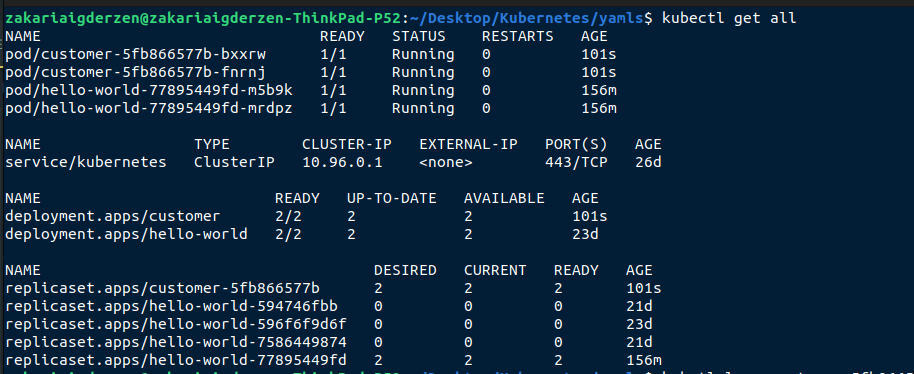 zakariaigderzen@zakariaigderzen-ThinkPad-P52:~/Desktop/Kubernetes/yamls$ kubectl get all
NAME READY STATUS RESTARTS AGE
pod/customer-5fb866577b-bxxrw 1/1 Running 0 101s
pod/customer-5fb866577b-fnrnj 1/1 Running 0 101s
pod/hello-world-77895449fd-m5b9k 1/1 Running 0 156m
pod/hello-world-77895449fd-mrdpz 1/1 Running 0 156m
NAME TYPE CLUSTER-IP EXTERNAL-IP PORT(S) AGE
service/kubernetes ClusterIP 10.96.0.1 <none> 443/TCP 26d
NAME READY UP-TO-DATE AVAILABLE AGE
deployment.apps/customer 2/2 2 2 101s
deployment.apps/hello-world 2/2 2 2 23d
NAME DESIRED CURRENT READY AGE
replicaset.apps/customer-5fb866577b 2 2 2 101s
replicaset.apps/hello-world-594746fbb 0 0 0 21d
replicaset.apps/hello-world-596f6f9d6f 0 0 0 23d
replicaset.apps/hello-world-7586449874 0 0 0 21d
replicaset.apps/hello-world-77895449fd 2 2 2 156m